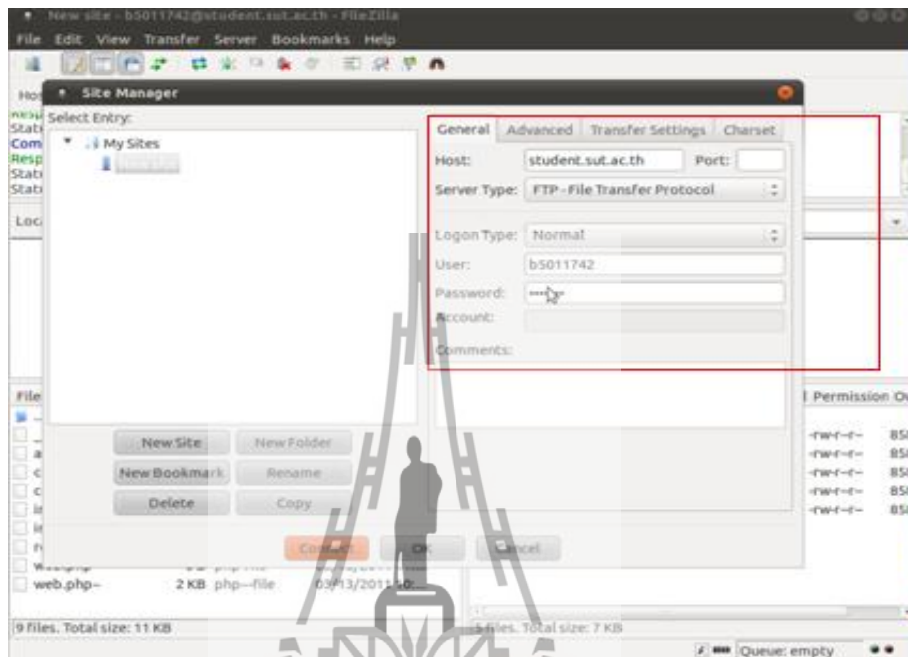 New site - b5011742@student.sut.ac.th - FileZilla
File Edit View Transfer Server Bookmarks Help
Site Manager
Select Entry:
My Sites
General Advanced Transfer Settings Charset
Host: student.sut.ac.th Port:
Server Type: FTP - File Transfer Protocol
Logon Type: Normal
User: b5011742
Password:
Account:
Comments:
New Site New Folder
New Bookmark Rename
Delete Copy
Connect OK Cancel
Permission
-rw-r--r-- 
-rw-r--r-- 
-rw-r--r-- 
-rw-r--r-- 
web.php~ 2 KB php~-file 03/13/2011
9 files. Total size: 11 KB
5 files. Total size: 7 KB
Queue: empty